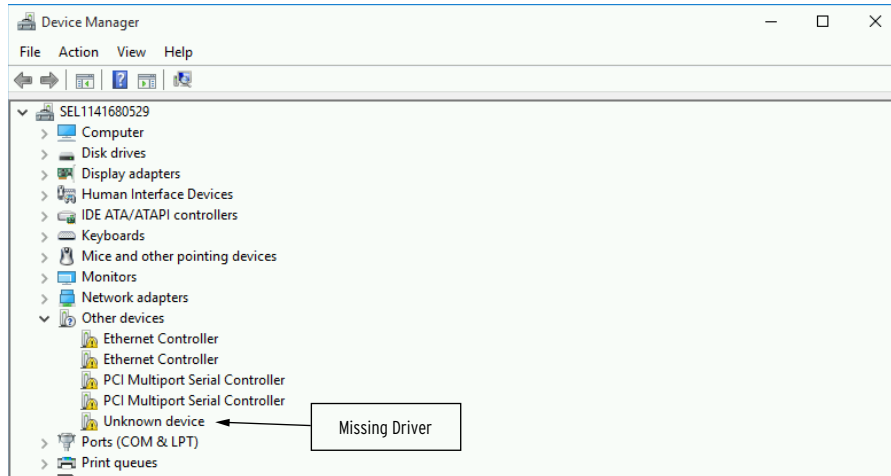 Device Manager
File Action View Help
SEL1141680529
Computer
Disk drives
Display adapters
Human Interface Devices
IDE ATA/ATAPI controllers
Keyboards
Mice and other pointing devices
Monitors
Network adapters
Other devices
Ethernet Controller
Ethernet Controller
PCI Multiport Serial Controller
PCI Multiport Serial Controller
Unknown device
Missing Driver
Ports (COM & LPT)
Print queues